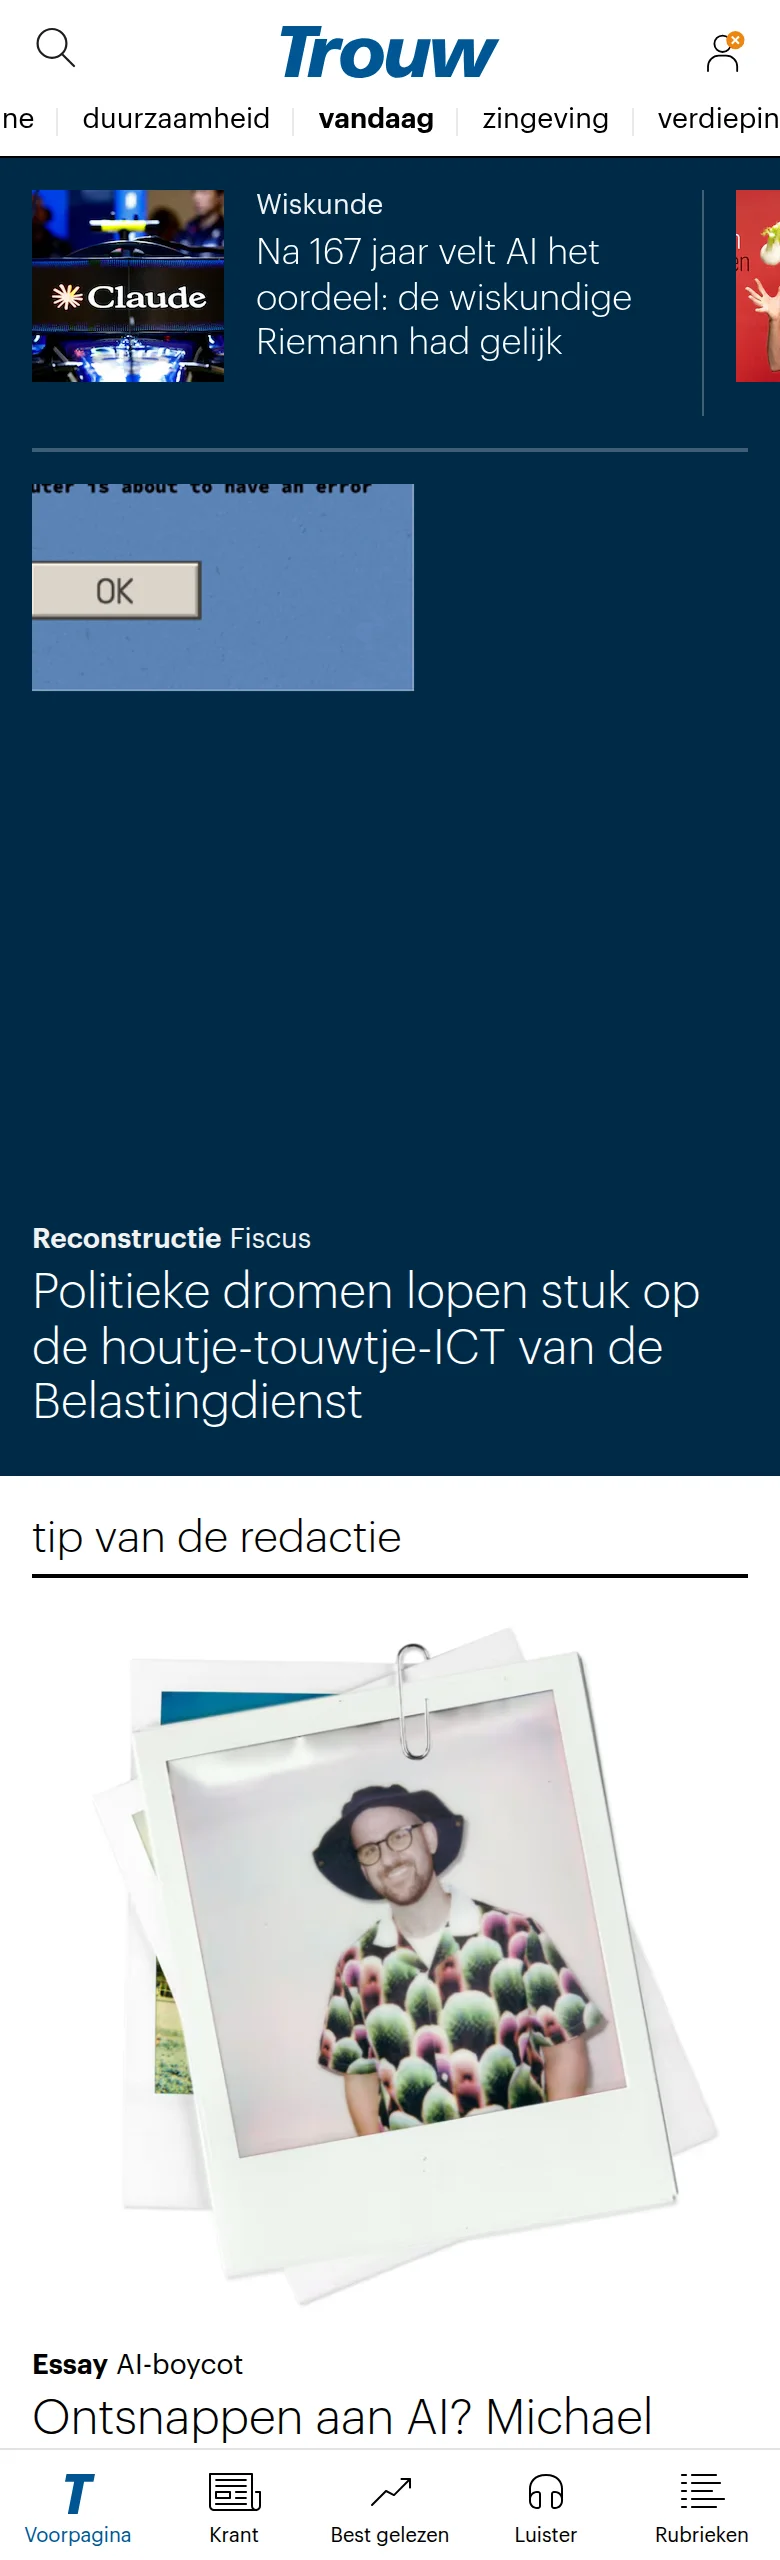 Trouw
ne
duurzaamheid
vandaag
zingeving
verdiepin
Claude
Wiskunde
Na 167 jaar velt AI het
oordeel: de wiskundige
Riemann had gelijk
n
en
uter is about to have an error
OK
Reconstructie Fiscus
Politieke dromen lopen stuk op
de houtje-touwtje-ICT van de
Belastingdienst
tip van de redactie
Essay AI-boycot
Ontsnappen aan AI? Michael
T
Voorpagina
Krant
Best gelezen
Luister
Rubrieken